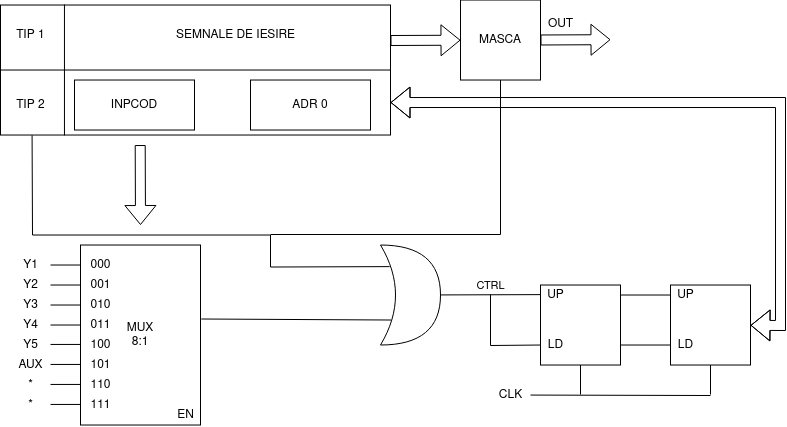 TIP 1
SEMNALE DE IESIRE
MASCA
OUT
TIP 2
INPCOD
ADR 0
Y1
000
Y2
001
Y3
010
Y4
011
Y5
100
AUX
101
*
110
*
111
MUX
8:1
EN
CTRL
UP
LD
UP
LD
CLK